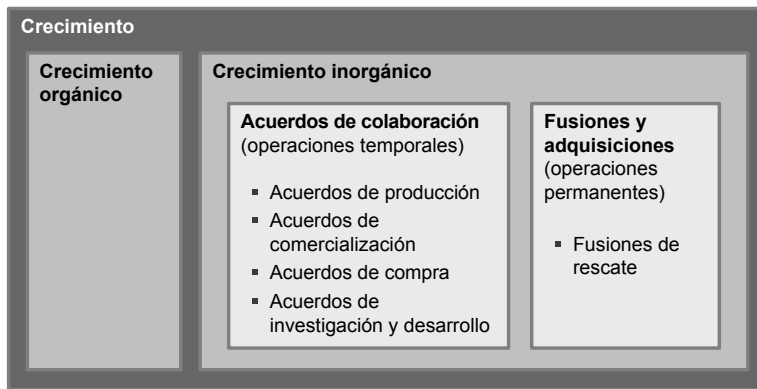 Crecimiento
Crecimiento
orgánico
Crecimiento inorgánico
Acuerdos de colaboración
(operaciones temporales)
▪ Acuerdos de producción
▪ Acuerdos de
comercialización
▪ Acuerdos de compra
▪ Acuerdos de
investigación y desarrollo
Fusiones y
adquisiciones
(operaciones
permanentes)
▪ Fusiones de
rescate